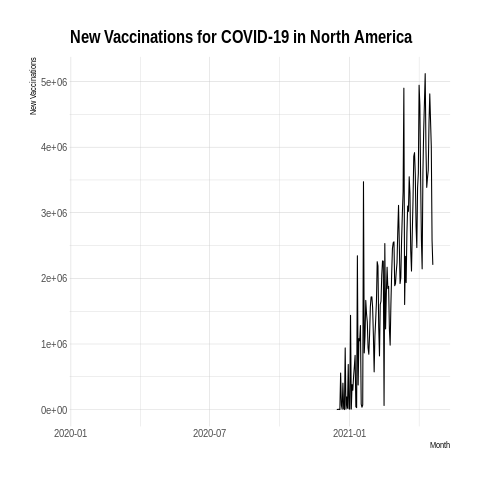 New Vaccinations for COVID-19 in North America
New Vaccinations
5e+06
4e+06
3e+06
2e+06
1e+06
0e+00
2020-01
2020-07
2021-01
Month